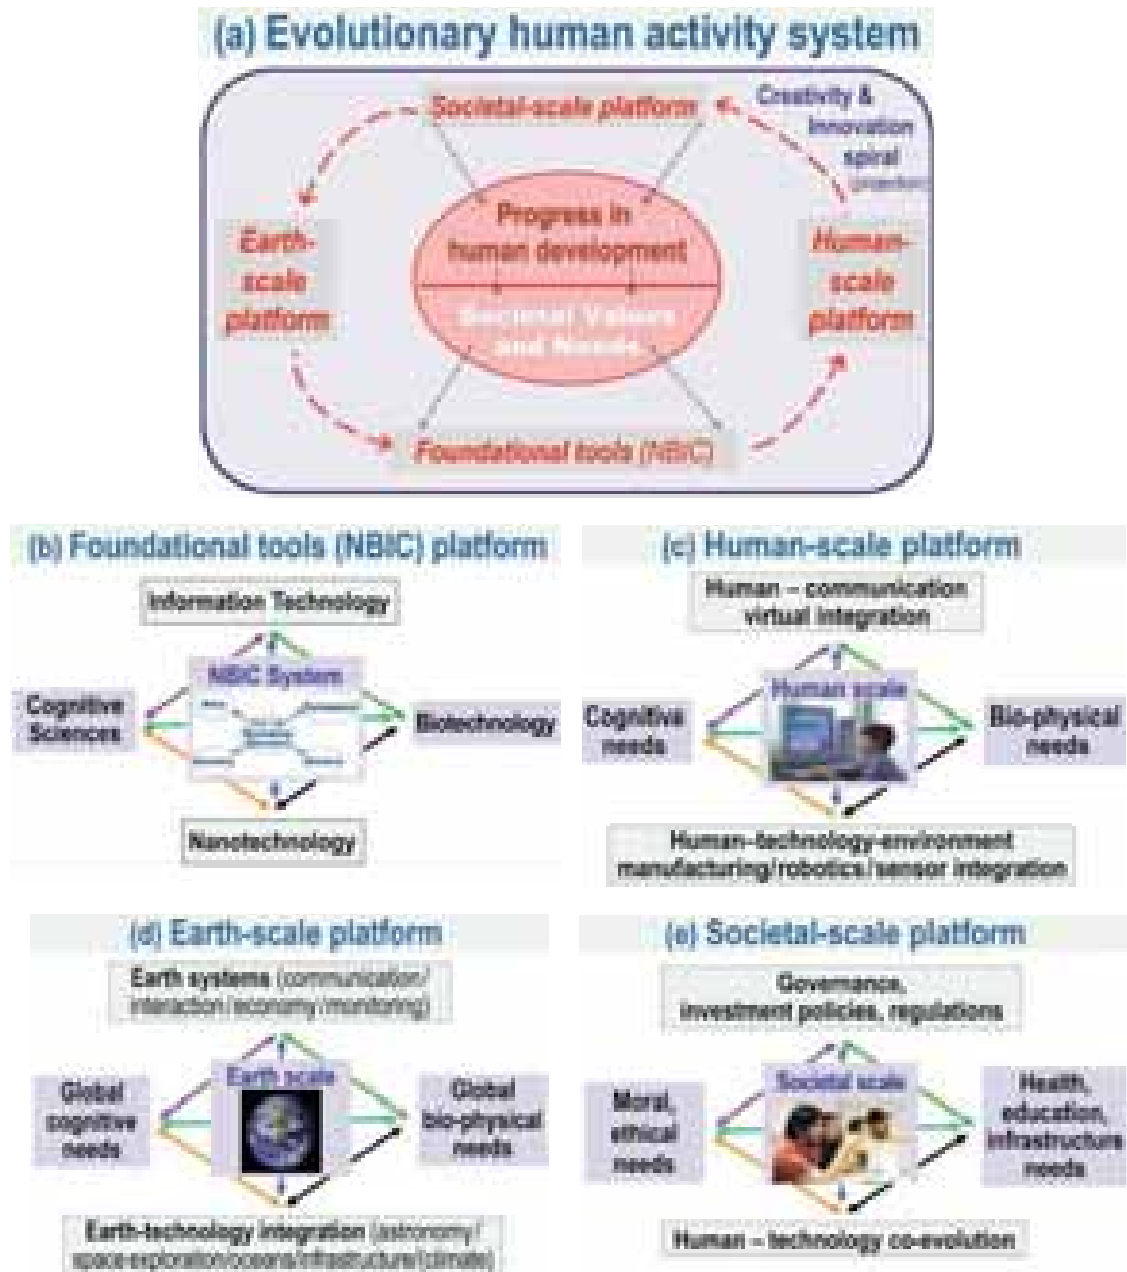 (a) Evolutionary human activity system
Societal-scale platform
Creativity &
Innovation
spiral
(projection)
Progress in
human development
Earth-
scale
platform
Human-
scale
platform
Societal Values
and Needs
Foundational tools (NBIC)
(b) Foundational tools (NBIC) platform
Information Technology
NBIC System
Cognitive
Sciences
Biotechnology
Nanotechnology
(c) Human-scale platform
Human – communication
virtual integration
Human scale
Cognitive
needs
Bio-physical
needs
Human–technology-environment
manufacturing/robotics/sensor integration
(d) Earth-scale platform
Earth systems (communication/
interaction/economy/monitoring)
Earth scale
Global
cognitive
needs
Global
bio-physical
needs
Earth-technology integration (astronomy/
space-exploration/oceans/infrastructure/climate)
(e) Societal-scale platform
Governance,
investment policies, regulations
Societal scale
Moral,
ethical
needs
Health,
education,
infrastructure
needs
Human – technology co-evolution